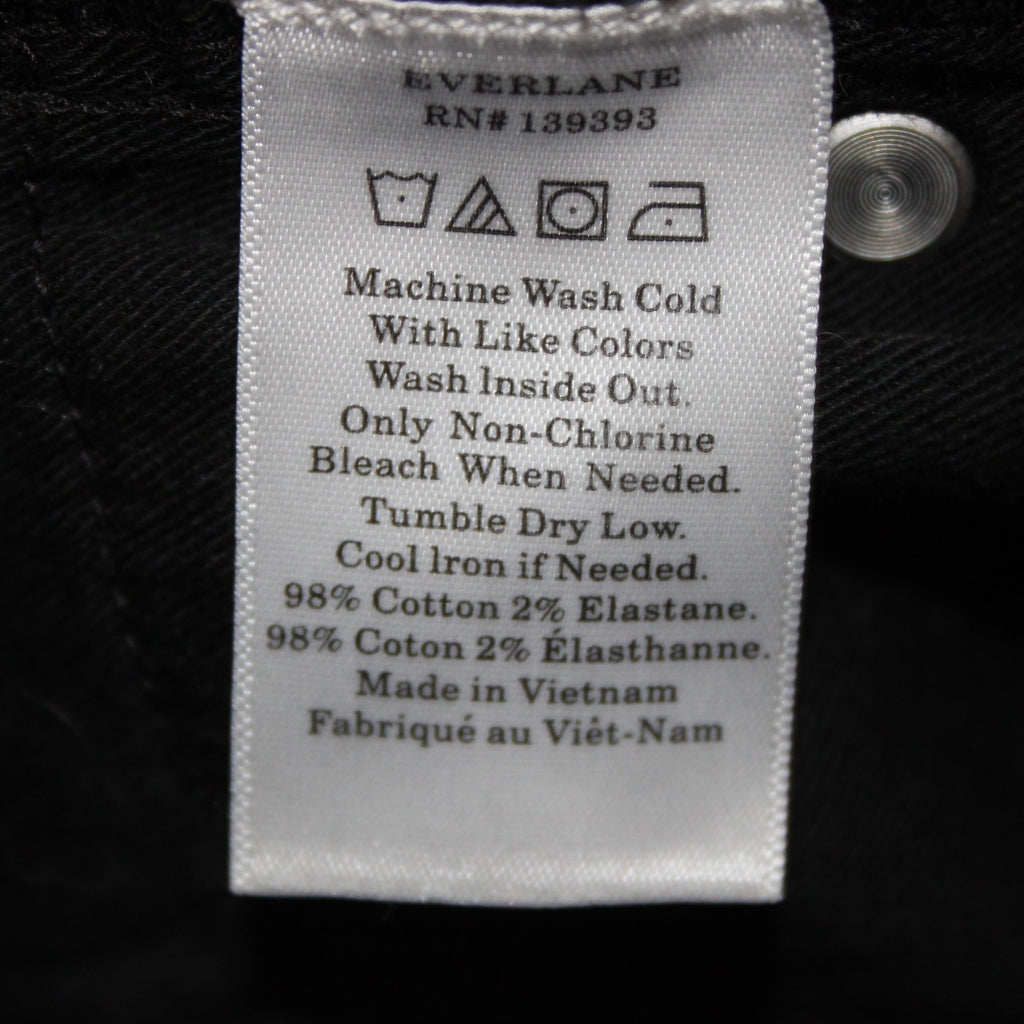 EVERLANE
RN# 139393
Machine Wash Cold
With Like Colors
Wash Inside Out.
Only Non-Chlorine
Bleach When Needed.
Tumble Dry Low.
Cool Iron if Needed.
98% Cotton 2% Elastane.
98% Coton 2% Élasthanne.
Made in Vietnam
Fabriqué au Viêt-Nam